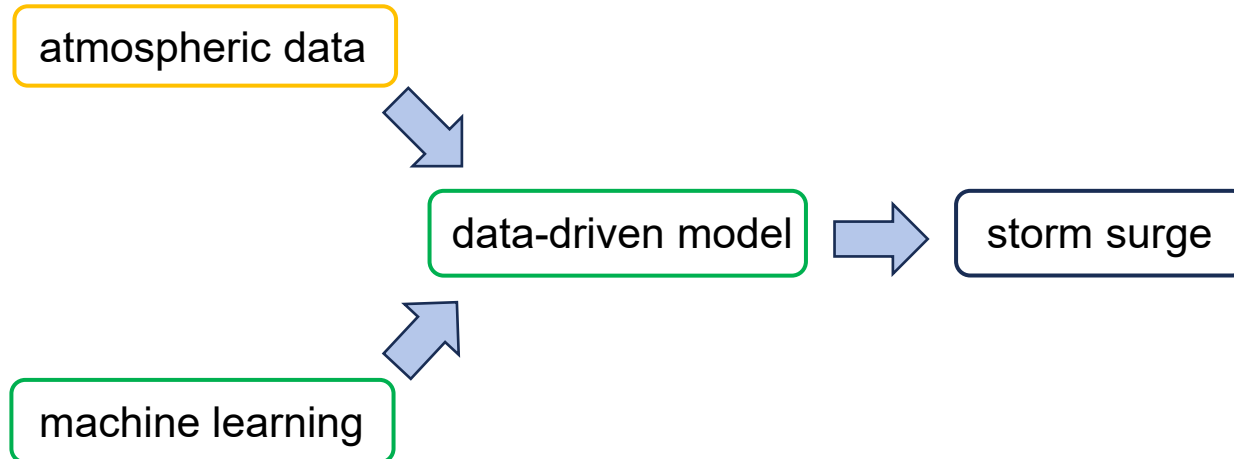 atmospheric data
data-driven model
storm surge
machine learning